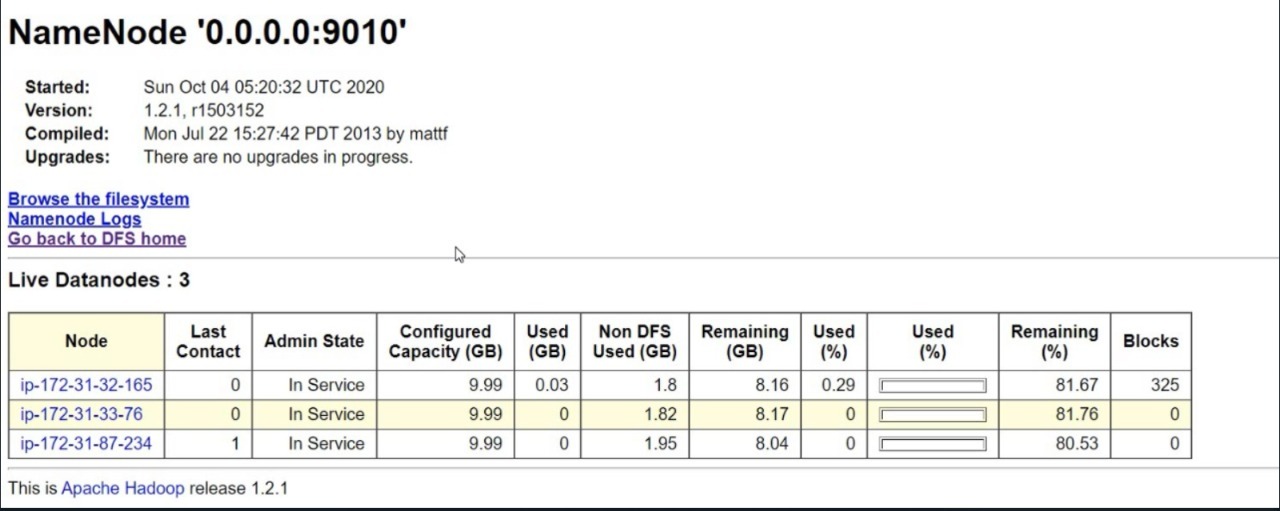 NameNode '0.0.0.0:9010'
Started: Sun Oct 04 05:20:32 UTC 2020
Version: 1.2.1, r1503152
Compiled: Mon Jul 22 15:27:42 PDT 2013 by mattf
Upgrades: There are no upgrades in progress.
Browse the filesystem
Namenode Logs
Go back to DFS home
Live Datanodes : 3
Node Last Contact Admin State Configured Capacity (GB) Used (GB) Non DFS Used (GB) Remaining (GB) Used (%) Used (%) Remaining (%) Blocks
ip-172-31-32-165 0 In Service 9.99 0.03 1.8 8.16 0.29 81.67 325
ip-172-31-33-76 0 In Service 9.99 0 1.82 8.17 0 81.76 0
ip-172-31-87-234 1 In Service 9.99 0 1.95 8.04 0 80.53 0
This is Apache Hadoop release 1.2.1